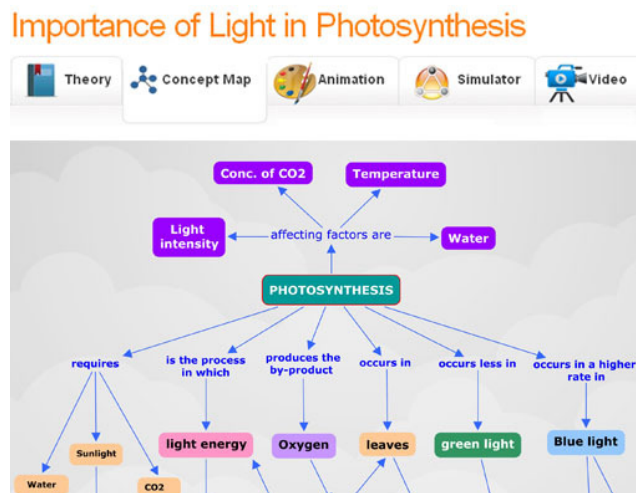 Importance of Light in Photosynthesis
Theory
Concept Map
Animation
Simulator
Video
Conc. of CO2
Temperature
Light
intensity
affecting factors are
Water
PHOTOSYNTHESIS
requires
is the process
in which
produces the
by-product
occurs in
occurs less in
occurs in a higher
rate in
light energy
Oxygen
leaves
green light
Blue light
Sunlight
Water
CO2